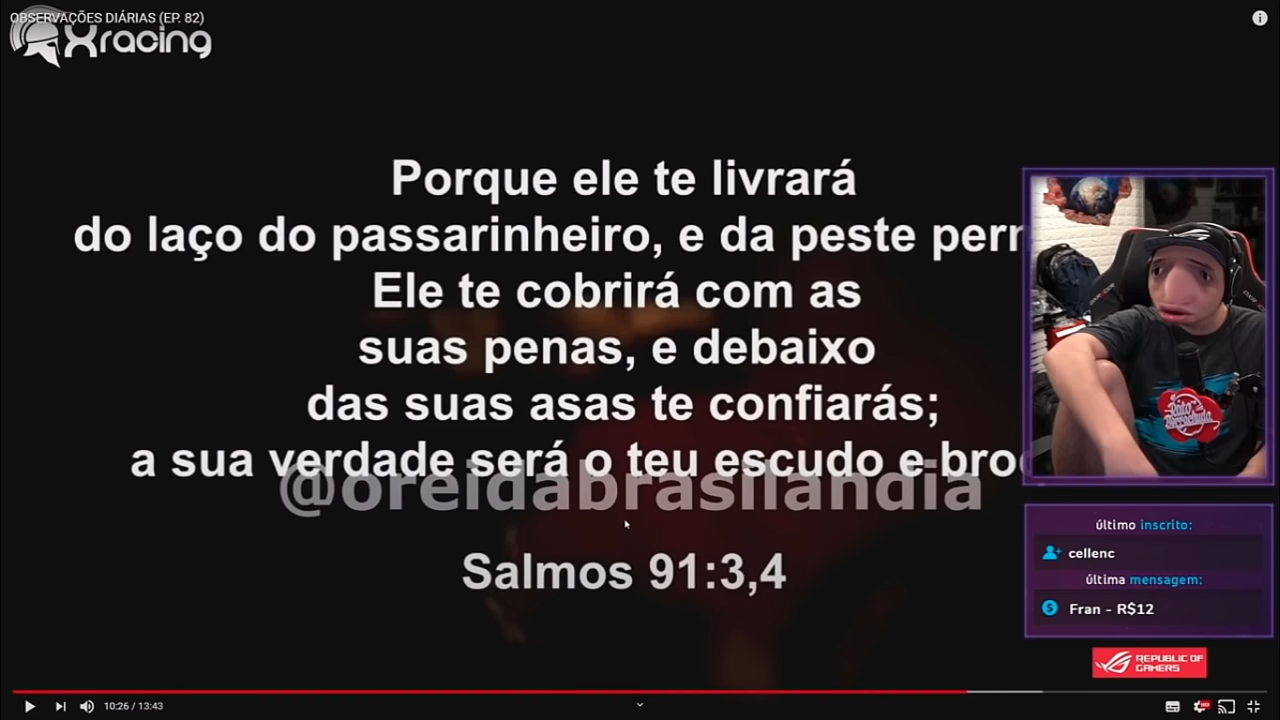 OBSERVAÇÕES DIÁRIAS (EP. 82)
Xracing
Porque ele te livrará
do laço do passarinheiro, e da peste
Ele te cobrirá com as
suas penas, e debaixo
das suas asas te confiarás;
a sua verdade será o teu escudo e
@oreidabrasilandia
Salmos 91:3,4
último inscrito:
cellenc
última mensagem:
Fran - R$12
REPUBLIC OF
GAMERS
10:26 / 13:43